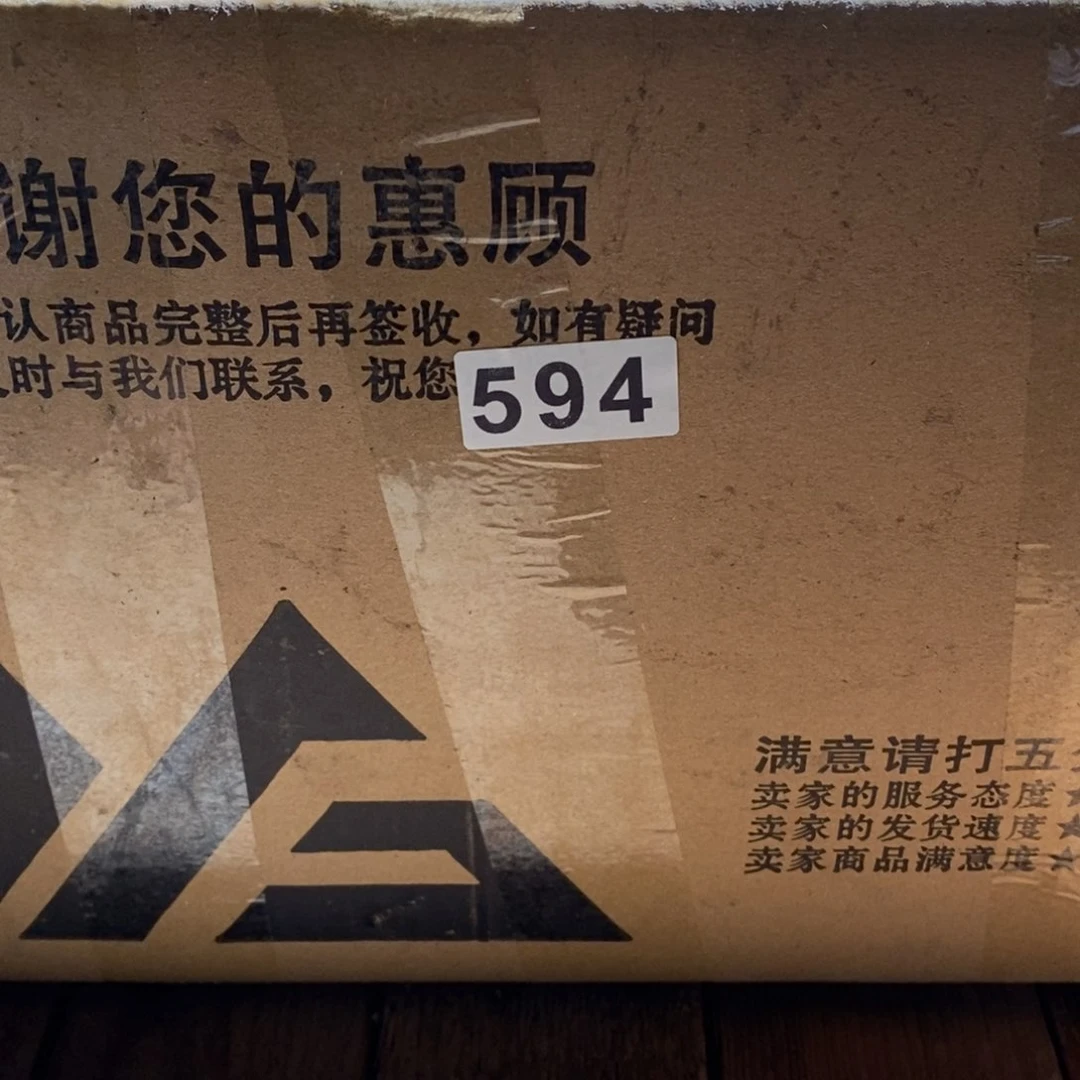 谢您的惠顾
认商品完整后再签收，如有疑问
时与我们联系，祝您
594
满意请打五
卖家的服务态度★
卖家的发货速度★
卖家商品满意度★